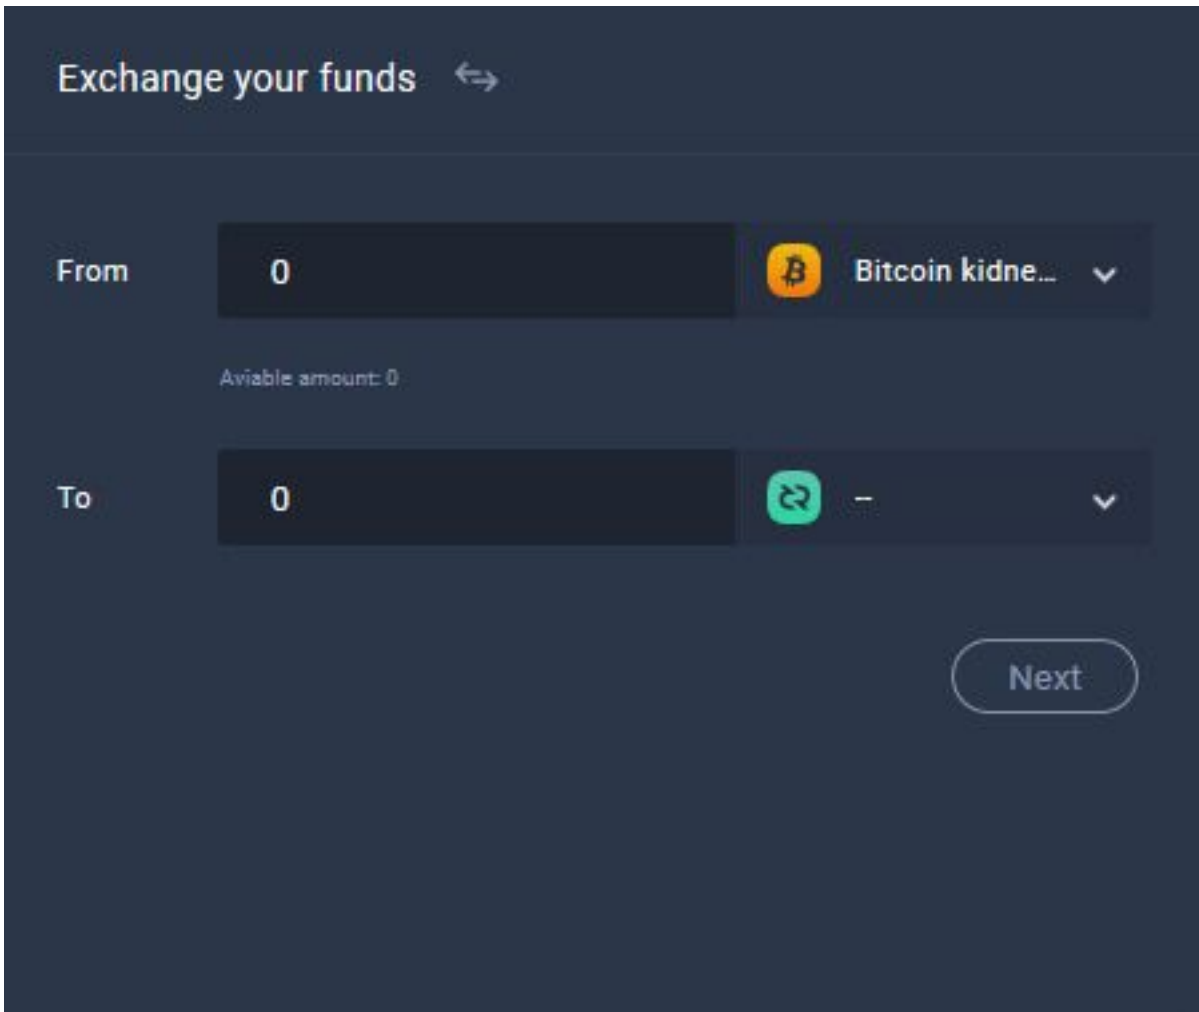 Exchange your funds
From
0
Bitcoin kidne...
Aviable amount: 0
To
0
--
Next